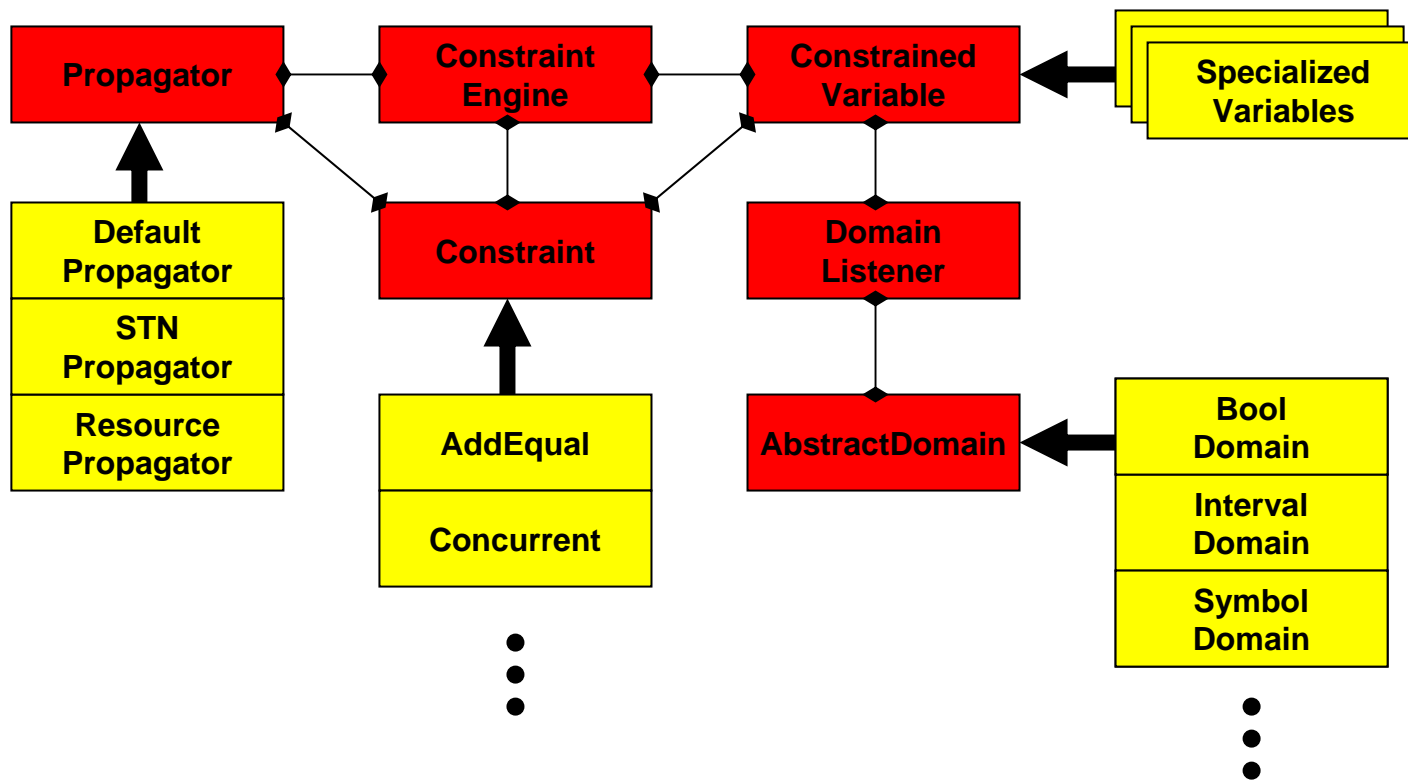 Propagator
Constraint
Engine
Constrained
Variable
Specialized
Variables
Default
Propagator
STN
Propagator
Resource
Propagator
Constraint
Domain
Listener
AddEqual
Concurrent
AbstractDomain
Bool
Domain
Interval
Domain
Symbol
Domain